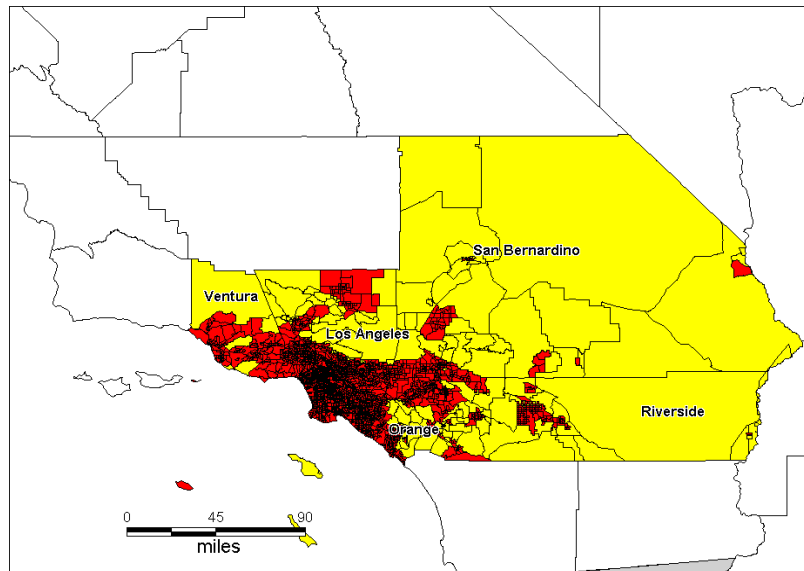 San Bernardino
Ventura
Los Angeles
Riverside
Orange
0 45 90
miles